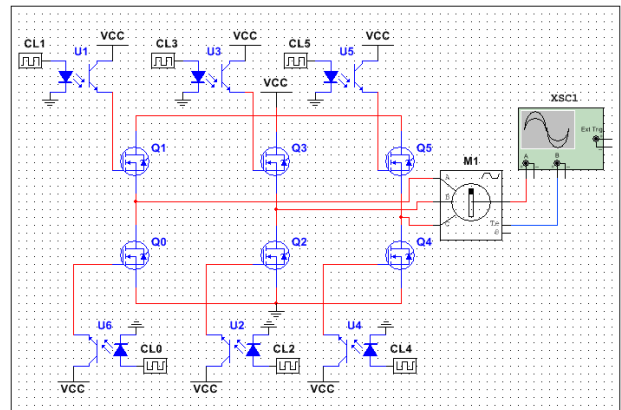 CL1 U1 VCC CL3 U3 VCC CL5 U5 VCC
VCC
XSC1
Ext Trig
A B
Q1 Q3 Q5
M1
A
B
Q0 Q2 Q4
U6 U2 U4
CL0 CL2 CL4
VCC VCC VCC